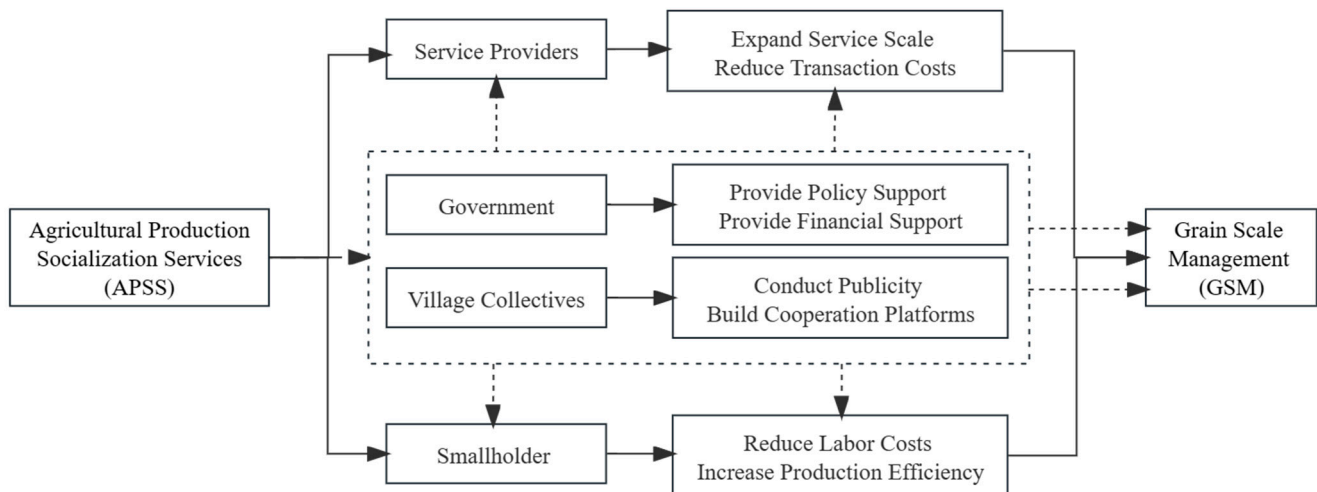 Agricultural Production
Socialization Services
(APSS)
Service Providers
Expand Service Scale
Reduce Transaction Costs
Government
Provide Policy Support
Provide Financial Support
Village Collectives
Conduct Publicity
Build Cooperation Platforms
Smallholder
Reduce Labor Costs
Increase Production Efficiency
Grain Scale
Management
(GSM)